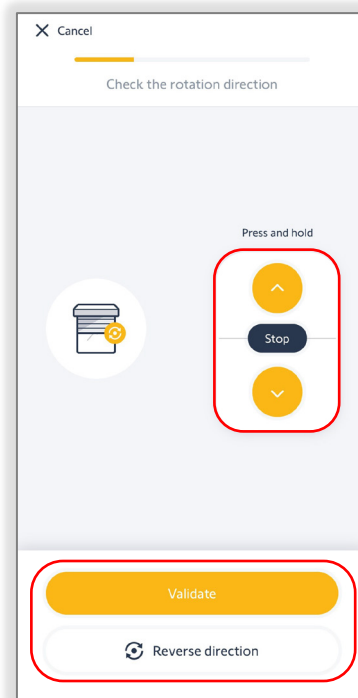 Cancel
Check the rotation direction
Press and hold
Stop
Validate
Reverse direction